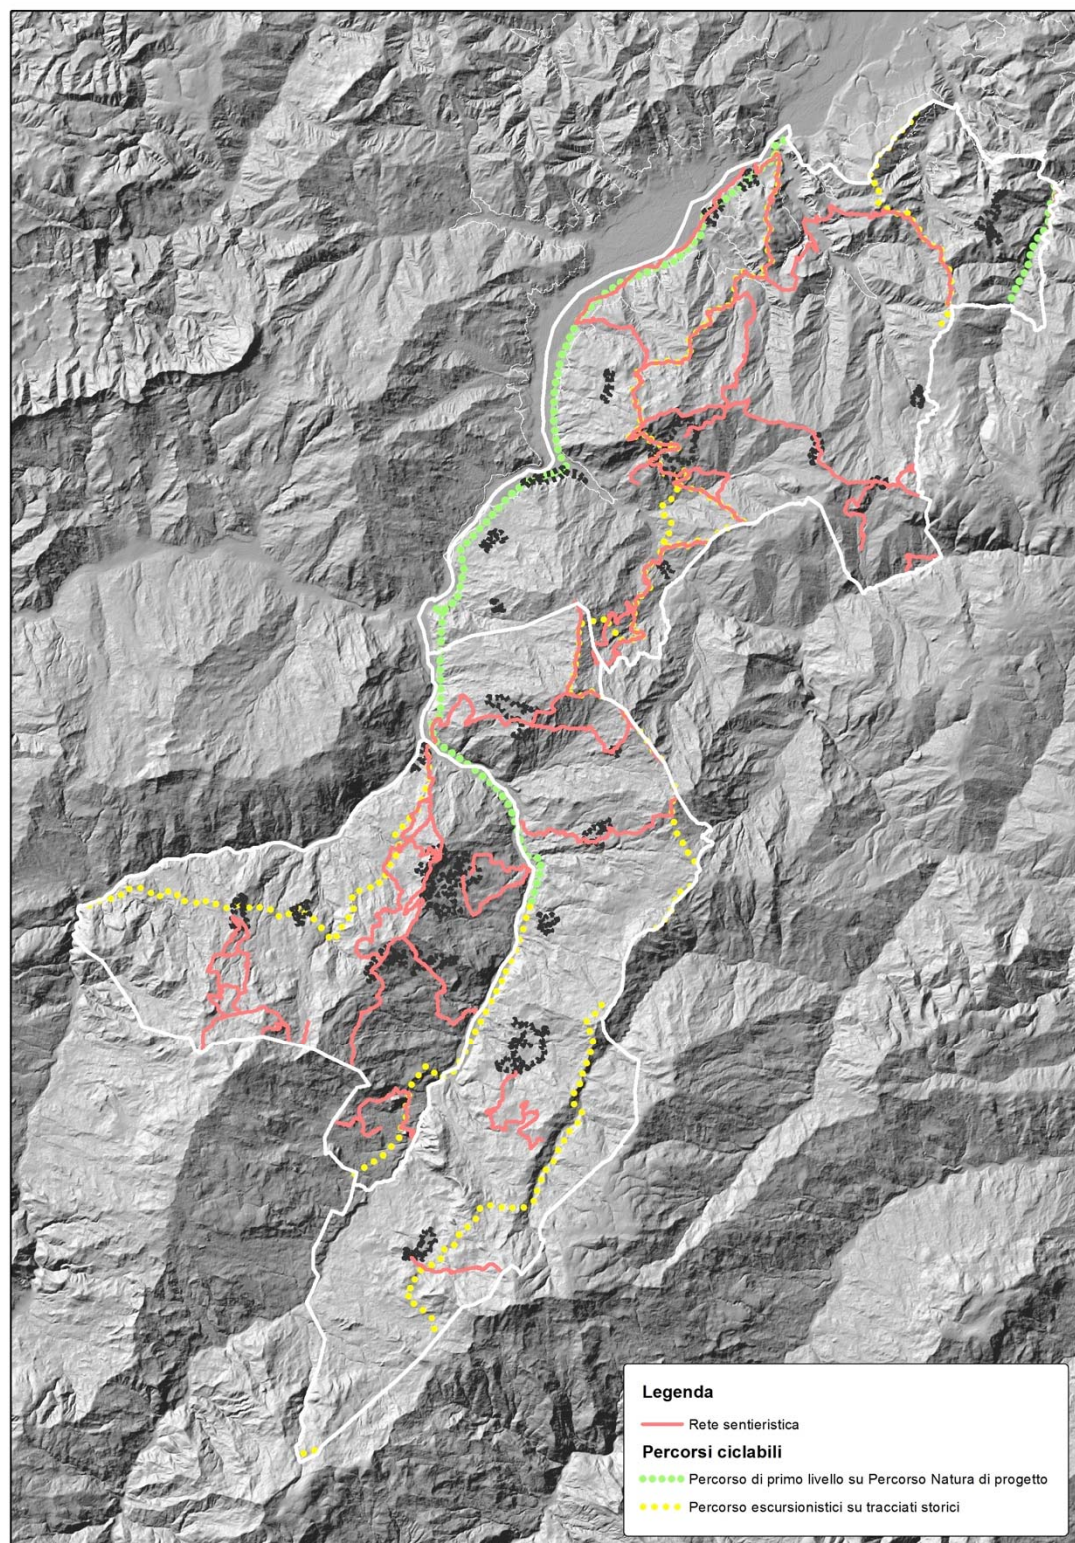 Legenda
Rete sentieristica
Percorsi ciclabili
Percorso di primo livello su Percorso Natura di progetto
Percorso escursionistici su tracciati storici